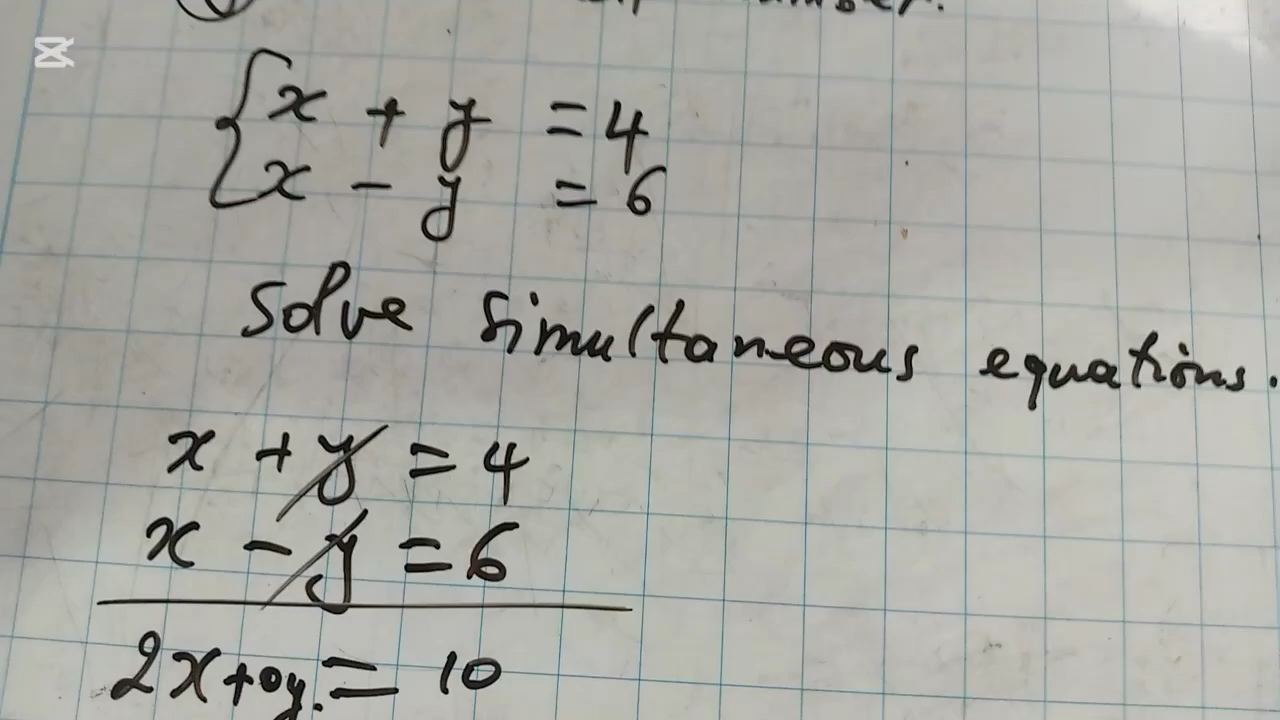 x + y = 4
x - y = 6
Solve simultaneous equations.
x + y = 4
x - y = 6
2x+0y. = 10